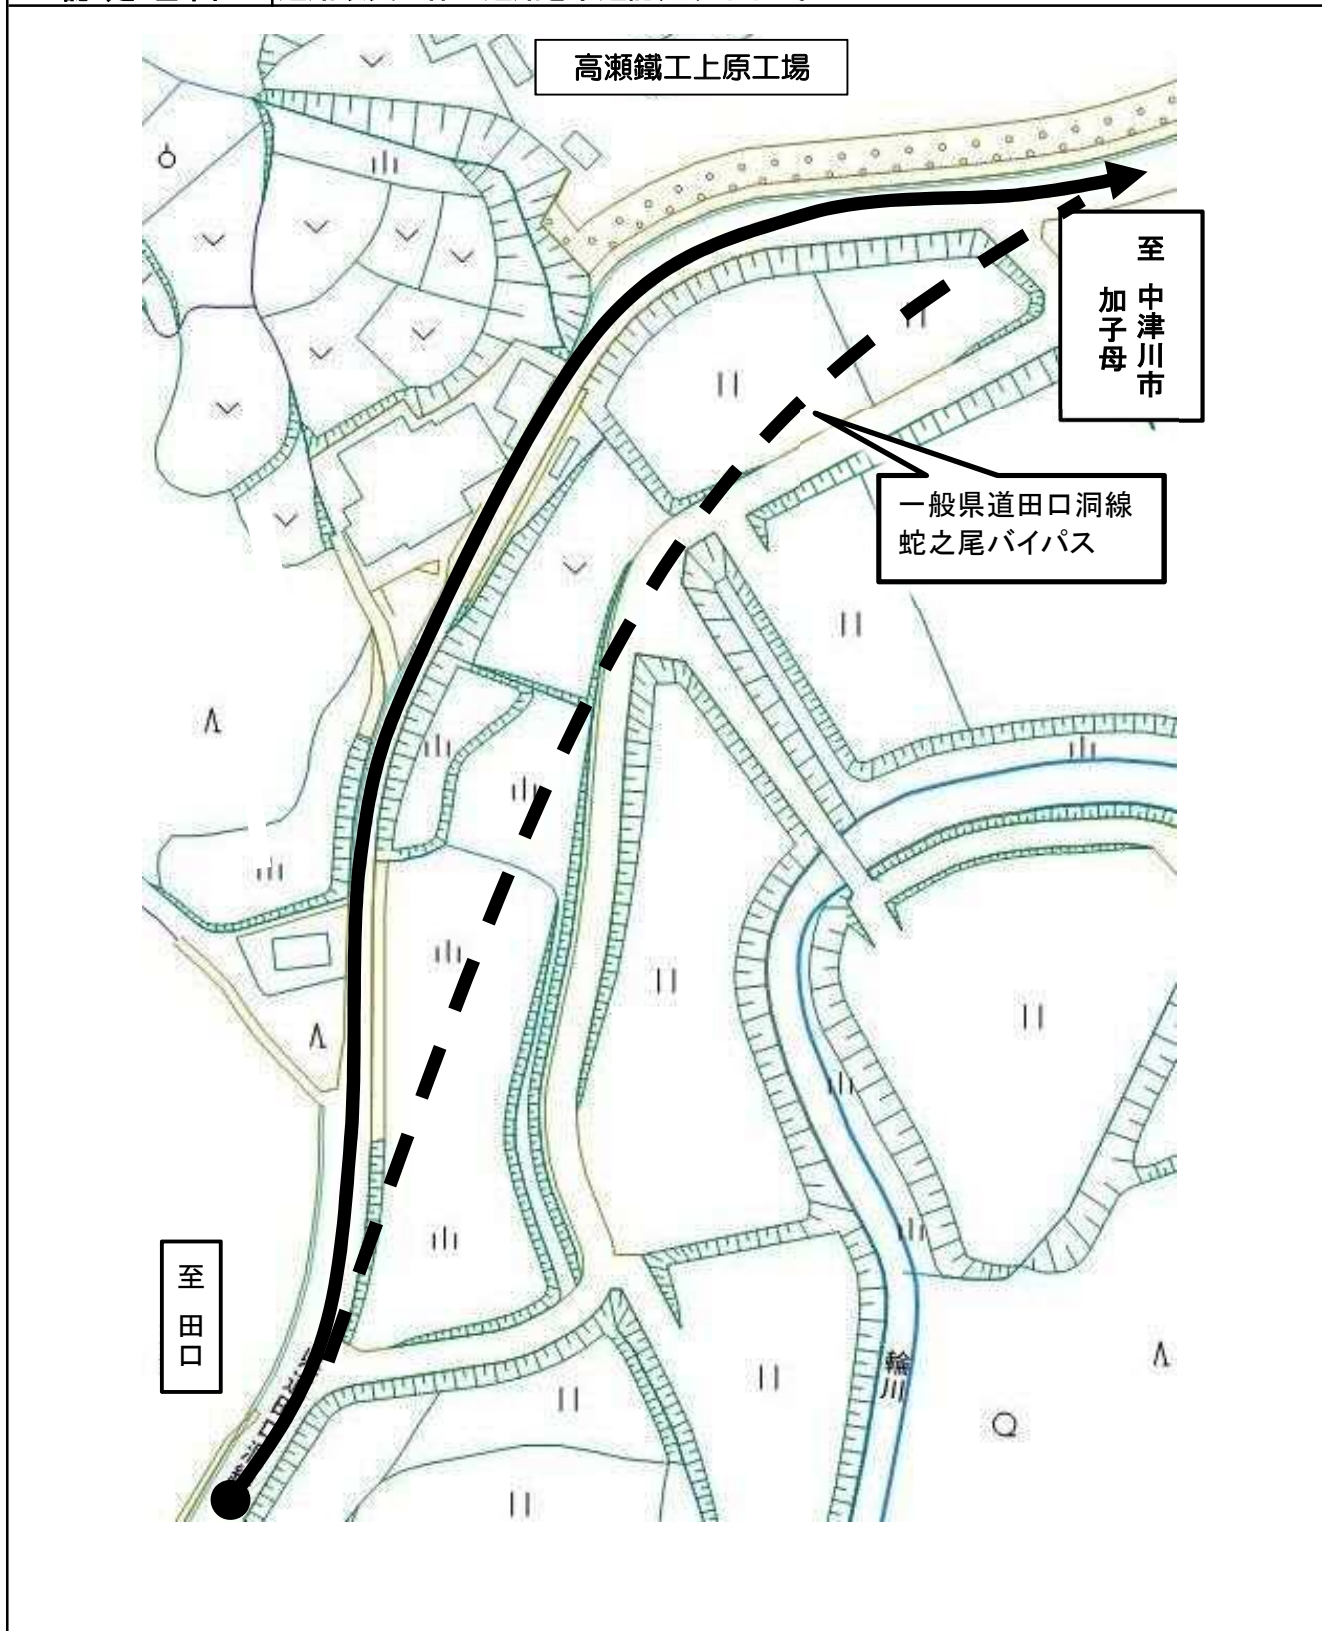 高瀬鐵工上原工場
至 中津川市
加子母
一般県道田口洞線
蛇之尾バイパス
至 田口
輪川